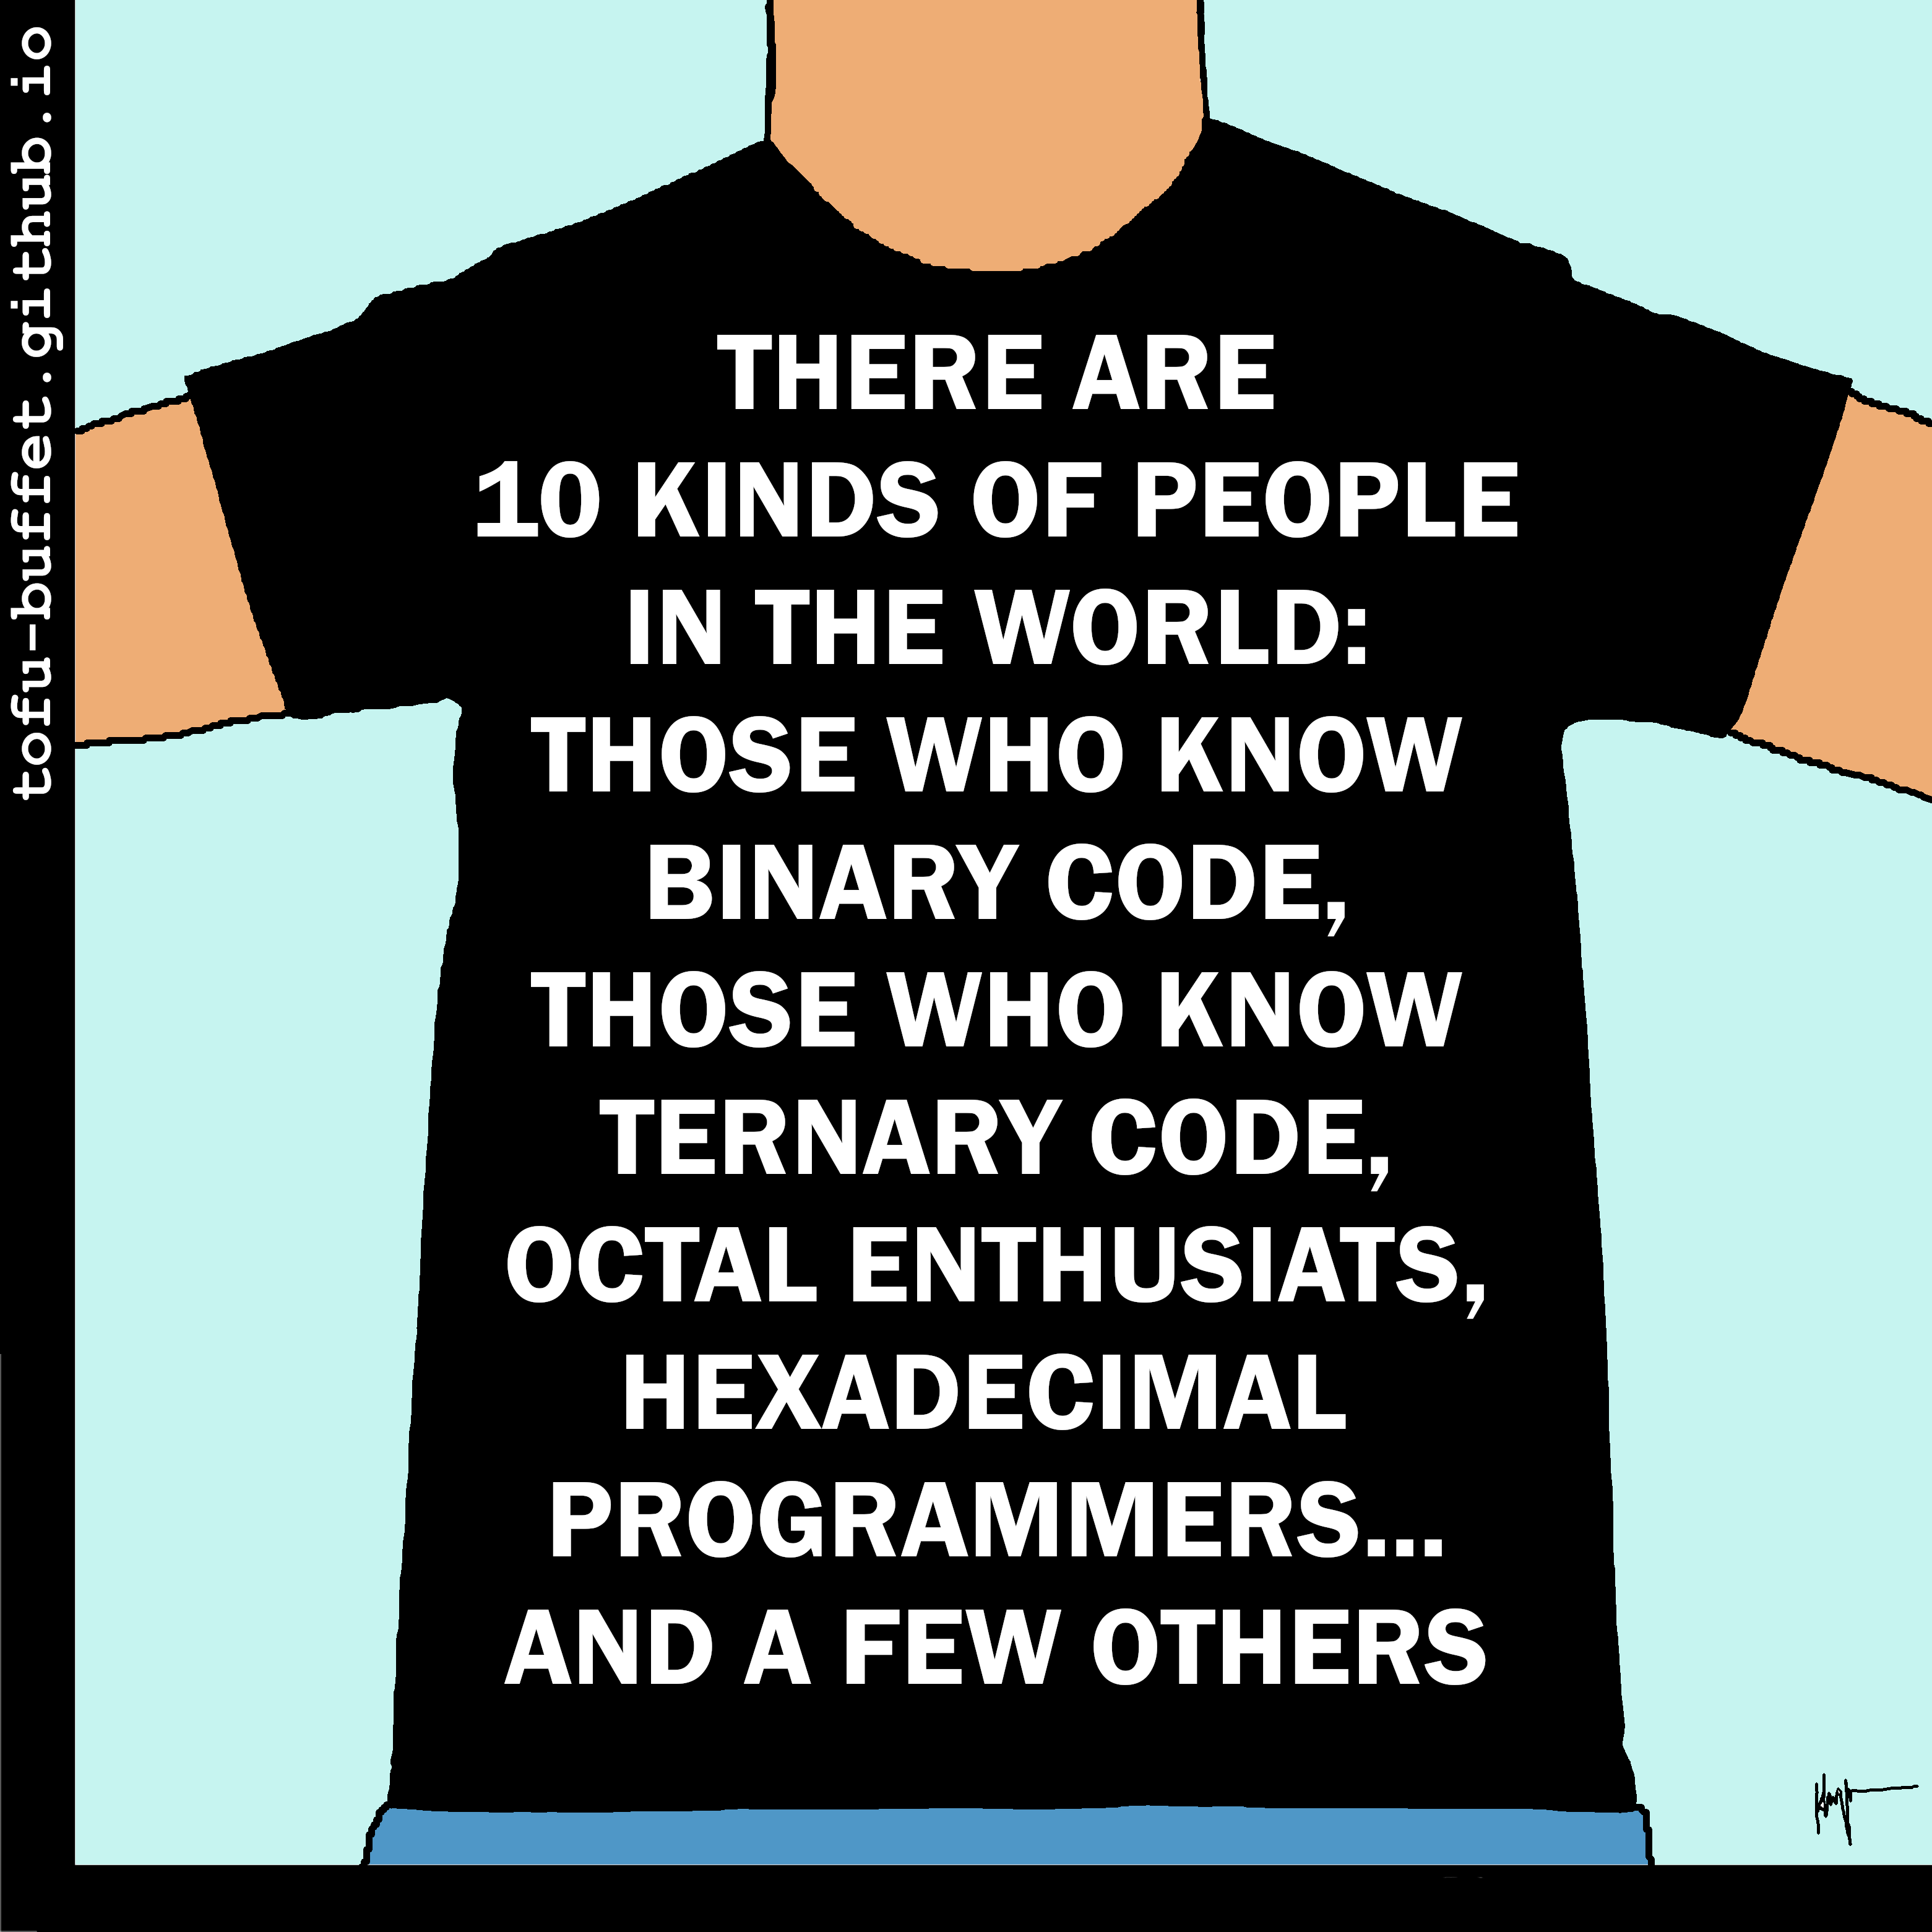 tofu-buffet.github.io
THERE ARE
10 KINDS OF PEOPLE
IN THE WORLD:
THOSE WHO KNOW
BINARY CODE,
THOSE WHO KNOW
TERNARY CODE,
OCTAL ENTHUSIATS,
HEXADECIMAL
PROGRAMMERS...
AND A FEW OTHERS